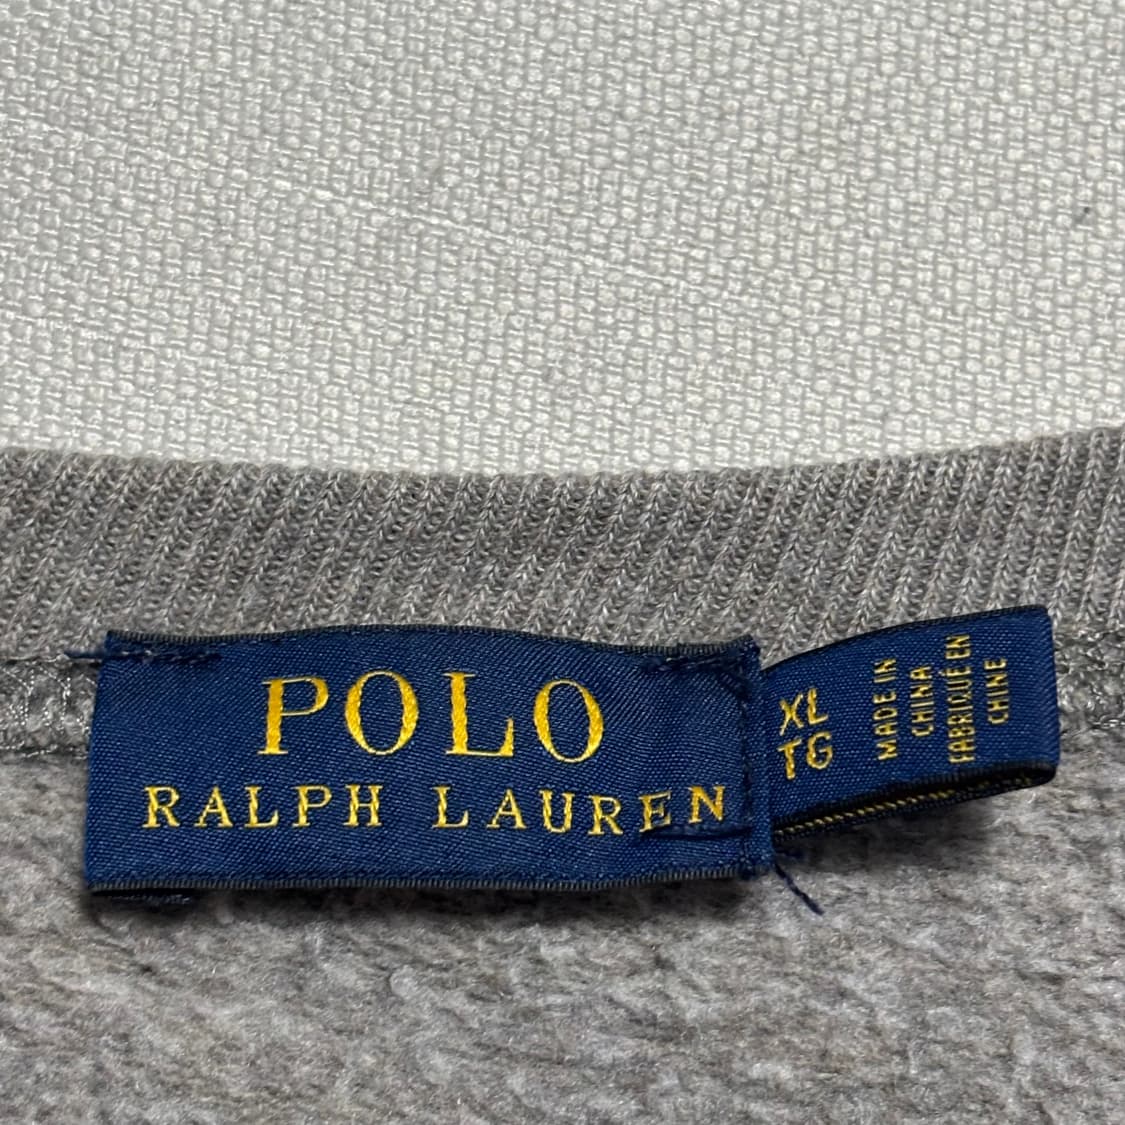 POLO
RALPH LAUREN
XL
TG
MADE IN
CHINA
FABRIQUÉ EN
CHINE